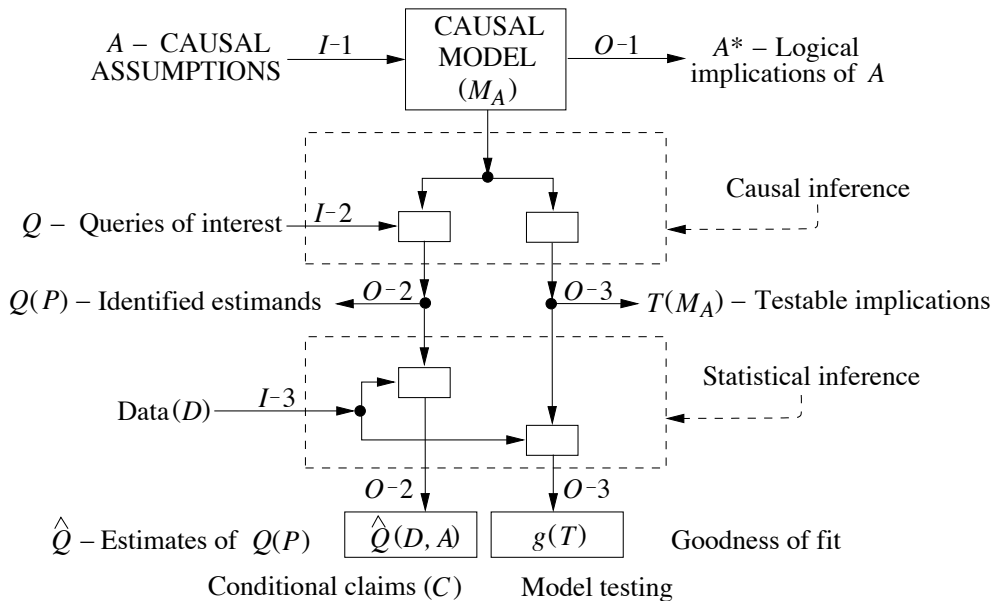 A – CAUSAL ASSUMPTIONS
I-1
CAUSAL MODEL (M_A)
O-1
A* – Logical implications of A
Causal inference
Q – Queries of interest
I-2
Q(P) – Identified estimands
O-2
O-3
T(M_A) – Testable implications
Statistical inference
Data (D)
I-3
O-2
O-3
Q̂ – Estimates of Q(P)
Q̂(D, A)
g(T)
Goodness of fit
Conditional claims (C)
Model testing